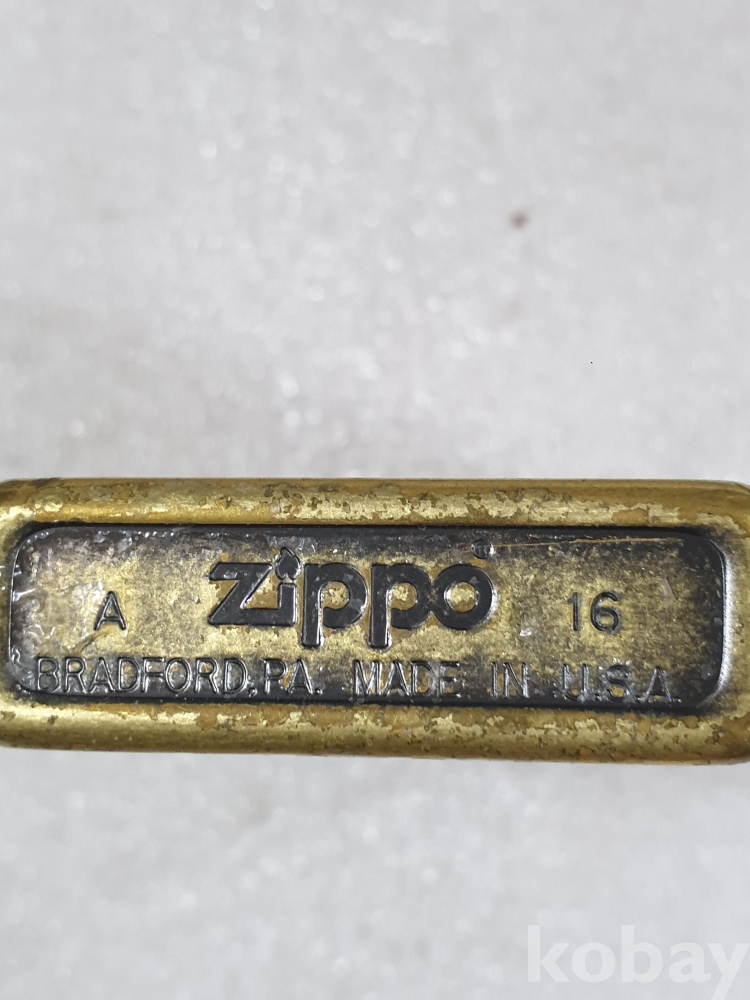 A zippo® 16
BRADFORD, PA. MADE IN U.S.A.
kobay